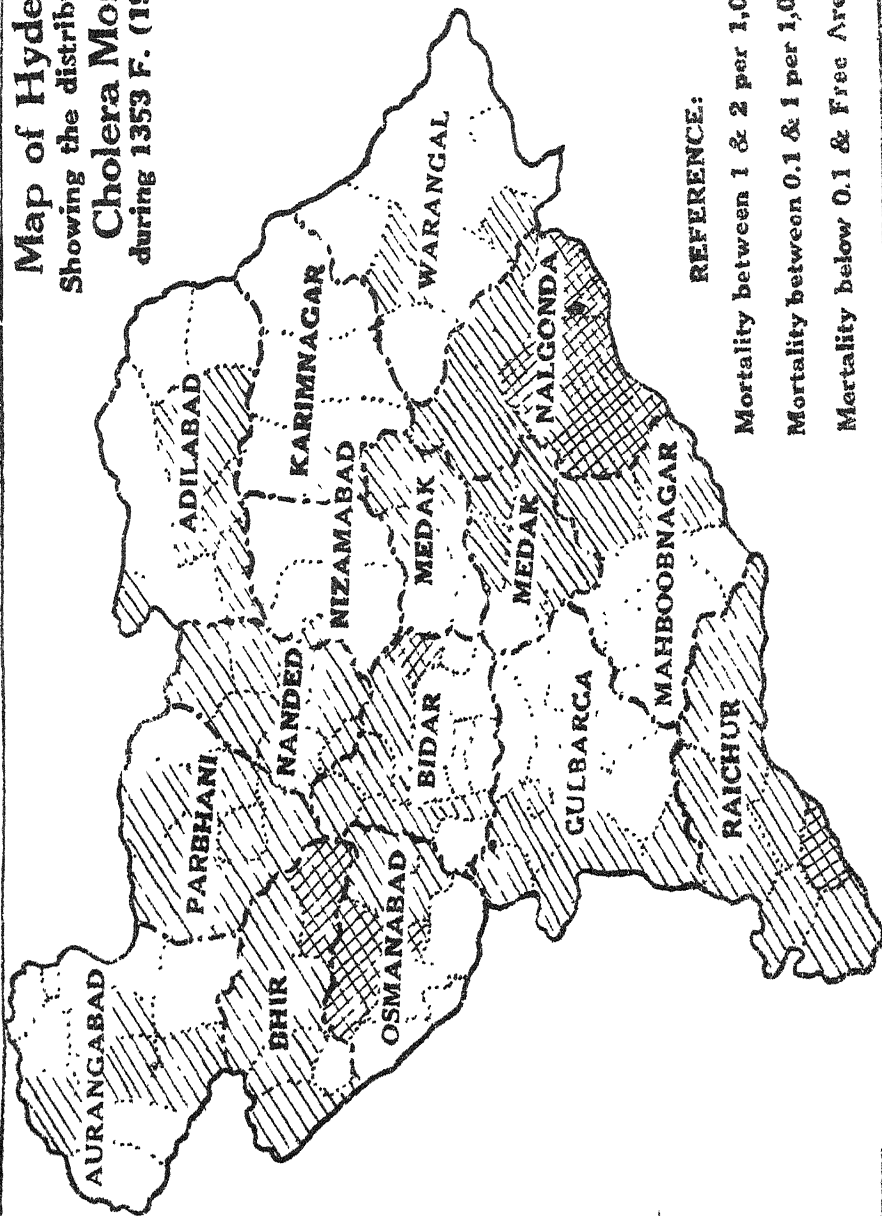 Map of Hyde
Showing the distrib
Cholera Mo
during 1353 F. (19
AURANGABAD
PARBHANI
BHIR
OSMANABAD
NANDED
BIDAR
ADILABAD
NIZAMABAD
KARIMNAGAR
MEDAK
MEDAK
WARANGAL
NALGONDA
GULBARGA
MAHBOOBNAGAR
RAICHUR
REFERENCE:
Mortality between 1 & 2 per 1,0
Mortality between 0.1 & 1 per 1,0
Mortality below 0.1 & Free Are